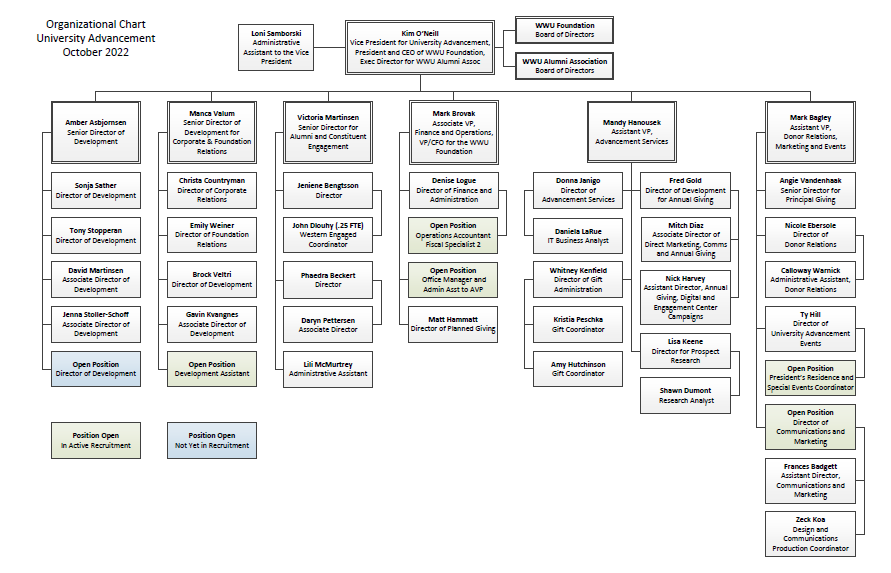 Organizational Chart
University Advancement
October 2022
Loni Samborski
Administrative
Assistant to the Vice
President
Kim O'Neill
Vice President for University Advancement,
President and CEO of WWU Foundation,
Exec Director for WWU Alumni Assoc
WWU Foundation
Board of Directors
WWU Alumni Association
Board of Directors
Amber Asbjornsen
Senior Director of
Development
Sonja Sather
Director of Development
Tony Stopperan
Director of Development
David Martinsen
Associate Director of
Development
Jenna Stoller-Schoff
Associate Director of
Development
Open Position
Director of Development
Manca Valum
Senior Director of
Development for
Corporate & Foundation
Relations
Christa Countryman
Director of Corporate
Relations
Emily Weiner
Director of Foundation
Relations
Brock Veltri
Director of Development
Gavin Kvangnes
Associate Director of
Development
Open Position
Development Assistant
Victoria Martinsen
Senior Director for
Alumni and Constituent
Engagement
Jeniene Bengtsson
Director
John Dlouhy (.25 FTE)
Western Engaged
Coordinator
Phaedra Beckert
Director
Daryn Pettersen
Associate Director
Lili McMurtrey
Administrative Assistant
Mark Brovak
Associate VP,
Finance and Operations,
VP/CFO for the WWU
Foundation
Denise Logue
Director of Finance and
Administration
Open Position
Operations Accountant
Fiscal Specialist 2
Open Position
Office Manager and
Admin Asst to AVP
Matt Hammatt
Director of Planned Giving
Mandy Hanousek
Assistant VP,
Advancement Services
Donna Janigo
Director of
Advancement Services
Daniela LaRue
IT Business Analyst
Whitney Kenfield
Director of Gift
Administration
Kristia Peschka
Gift Coordinator
Amy Hutchinson
Gift Coordinator
Fred Gold
Director of Development
for Annual Giving
Mitch Diaz
Associate Director of
Direct Marketing, Comms
and Annual Giving
Nick Harvey
Assistant Director, Annual
Giving, Digital and
Engagement Center
Campaigns
Lisa Keene
Director for Prospect
Research
Shawn Dumont
Research Analyst
Mark Bagley
Assistant VP,
Donor Relations,
Marketing and Events
Angie Vandenhaak
Senior Director for
Principal Giving
Nicole Ebersole
Director of
Donor Relations
Calloway Warnick
Administrative Assistant,
Donor Relations
Ty Hill
Director of
University Advancement
Events
Open Position
President's Residence and
Special Events Coordinator
Open Position
Director of
Communications and
Marketing
Frances Badgett
Assistant Director,
Communications and
Marketing
Zeck Koa
Design and
Communications
Production Coordinator
Position Open
In Active Recruitment
Position Open
Not Yet in Recruitment